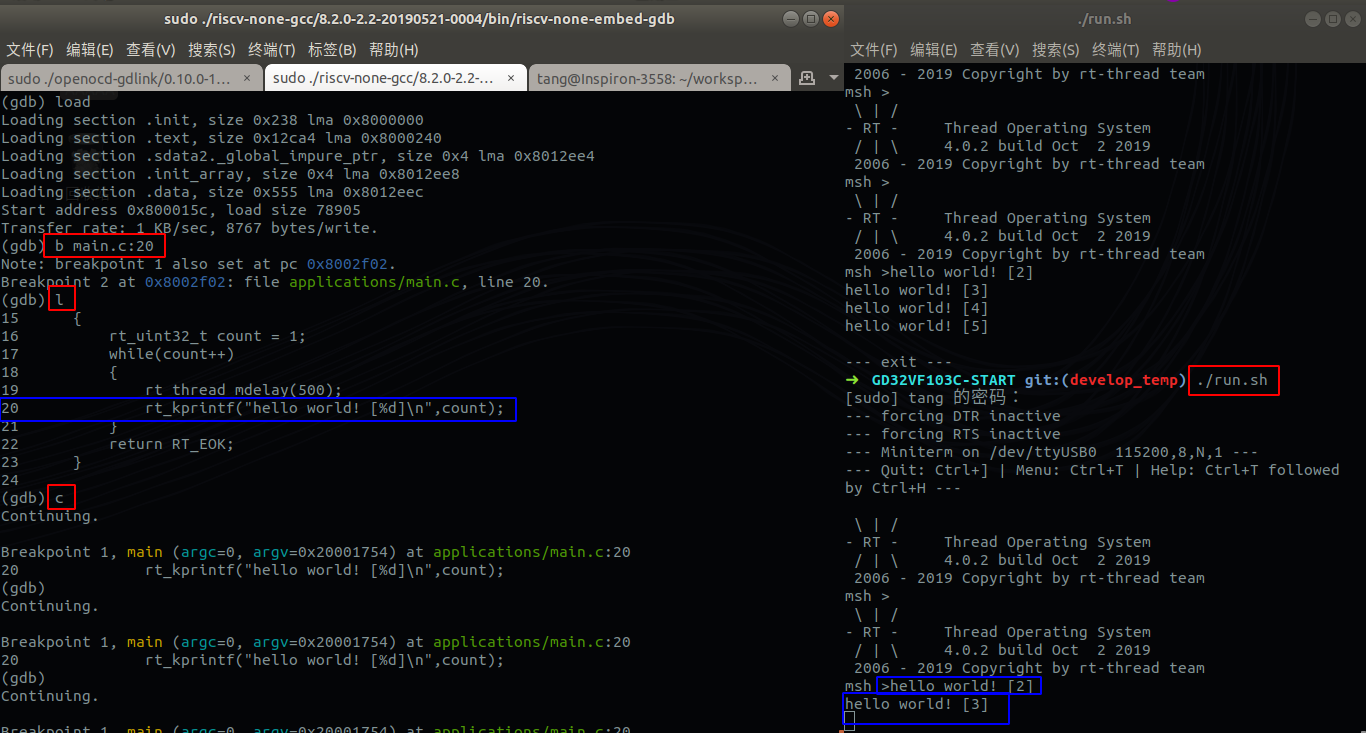 sudo ./riscv-none-gcc/8.2.0-2.2-20190521-0004/bin/riscv-none-embed-gdb
文件(F) 编辑(E) 查看(V) 搜索(S) 终端(T) 标签(B) 帮助(H)
sudo ./openocd-gdlink/0.10.0-1... × sudo ./riscv-none-gcc/8.2.0-2.2-... × tang@Inspiron-3558: ~/worksp... ×
(gdb) load
Loading section .init, size 0x238 lma 0x8000000
Loading section .text, size 0x12ca4 lma 0x8000240
Loading section .sdata2._global_impure_ptr, size 0x4 lma 0x8012ee4
Loading section .init_array, size 0x4 lma 0x8012ee8
Loading section .data, size 0x555 lma 0x8012eec
Start address 0x800015c, load size 78905
Transfer rate: 1 KB/sec, 8767 bytes/write.
(gdb) b main.c:20
Note: breakpoint 1 also set at pc 0x8002f02.
Breakpoint 2 at 0x8002f02: file applications/main.c, line 20.
(gdb) l
15 {
16 rt_uint32_t count = 1;
17 while(count++)
18 {
19 rt_thread_mdelay(500);
20 rt_kprintf("hello world! [%d]\n",count);
21 }
22 return RT_EOK;
23 }
24
(gdb) c
Continuing.
Breakpoint 1, main (argc=0, argv=0x20001754) at applications/main.c:20
20 rt_kprintf("hello world! [%d]\n",count);
(gdb)
Continuing.
Breakpoint 1, main (argc=0, argv=0x20001754) at applications/main.c:20
20 rt_kprintf("hello world! [%d]\n",count);
(gdb)
Continuing.
Breakpoint 1, main (argc=0, argv=0x20001754) at applications/main.c:20
./run.sh
文件(F) 编辑(E) 查看(V) 搜索(S) 终端(T) 帮助(H)
2006 - 2019 Copyright by rt-thread team
msh >
\ | /
- RT - Thread Operating System
/ | \ 4.0.2 build Oct 2 2019
2006 - 2019 Copyright by rt-thread team
msh >
\ | /
- RT - Thread Operating System
/ | \ 4.0.2 build Oct 2 2019
2006 - 2019 Copyright by rt-thread team
msh >hello world! [2]
hello world! [3]
hello world! [4]
hello world! [5]
--- exit ---
➜ GD32VF103C-START git:(develop_temp) ./run.sh
[sudo] tang 的密码：
--- forcing DTR inactive
--- forcing RTS inactive
--- Miniterm on /dev/ttyUSB0 115200,8,N,1 ---
--- Quit: Ctrl+] | Menu: Ctrl+T | Help: Ctrl+T followed
by Ctrl+H ---
\ | /
- RT - Thread Operating System
/ | \ 4.0.2 build Oct 2 2019
2006 - 2019 Copyright by rt-thread team
msh >
\ | /
- RT - Thread Operating System
/ | \ 4.0.2 build Oct 2 2019
2006 - 2019 Copyright by rt-thread team
msh >hello world! [2]
hello world! [3]